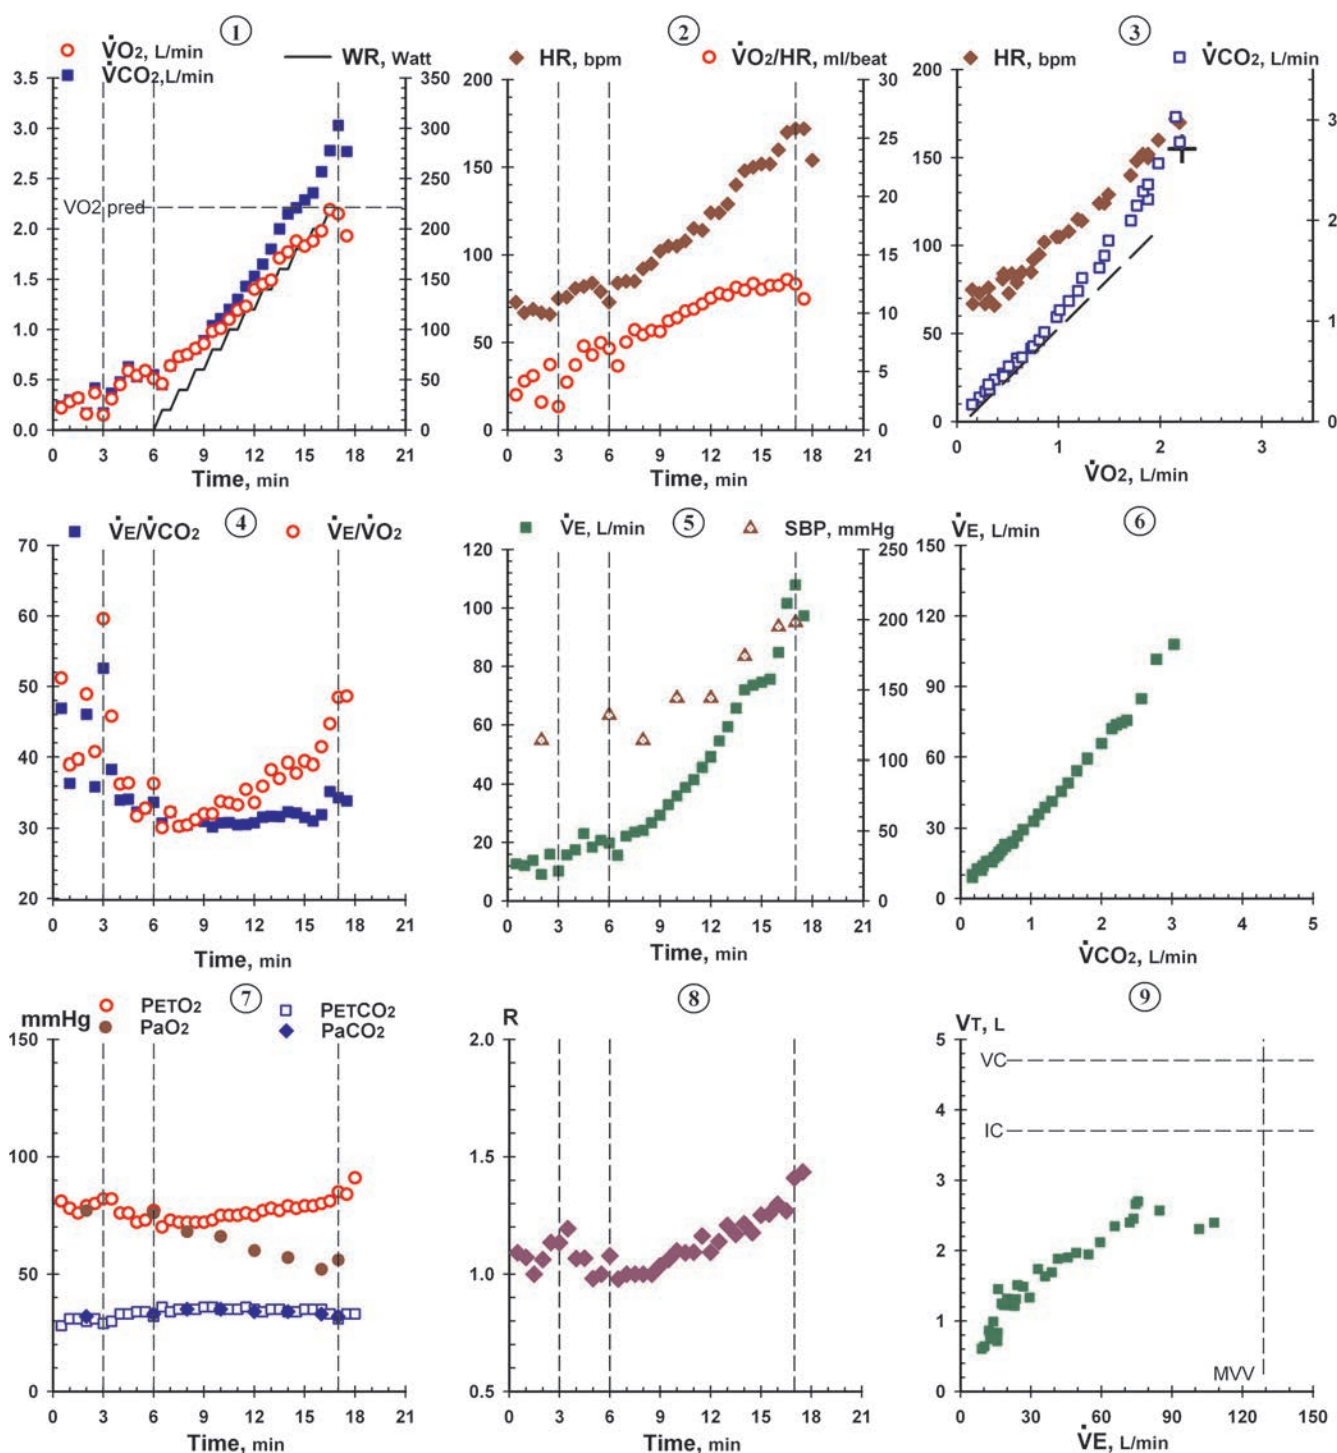 1
V̇O2, L/min
V̇CO2,L/min
WR, Watt
3.5 350
3.0 300
2.5 250
VO2 pred
2.0 200
1.5 150
1.0 100
0.5 50
0.0 0
0 3 6 9 12 15 18 21
Time, min
2
HR, bpm
V̇O2/HR, ml/beat
200 30
25
150
20
100 15
10
50
5
0 0
0 3 6 9 12 15 18 21
Time, min
3
HR, bpm
V̇CO2, L/min
200
3
150
2
100
50 1
0 0
0 1 2 3
V̇O2, L/min
4
V̇E/V̇CO2
V̇E/V̇O2
70
60
50
40
30
20
0 3 6 9 12 15 18 21
Time, min
5
V̇E, L/min
SBP, mmHg
120 250
100 200
80
150
60
100
40
20 50
0 0
0 3 6 9 12 15 18 21
Time, min
6
V̇E, L/min
150
120
90
60
30
0
0 1 2 3 4 5
V̇CO2, L/min
7
PETO2
PETCO2
mmHg
PaO2
PaCO2
150
100
50
0
0 3 6 9 12 15 18 21
Time, min
8
R
2.0
1.5
1.0
0.5
0 3 6 9 12 15 18 21
Time, min
9
VT, L
5
VC
4
IC
3
2
1
MVV
0
0 30 60 90 120 150
V̇E, L/min